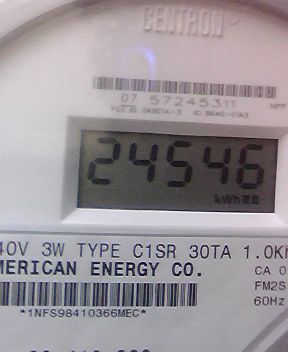 CENTRON®
07 57245311
24546
kWh
40V 3W TYPE C1SR 30TA 1.0K
MERICAN ENERGY CO.
CA 0
FM2S
60Hz
*1NFS98410366MEC*